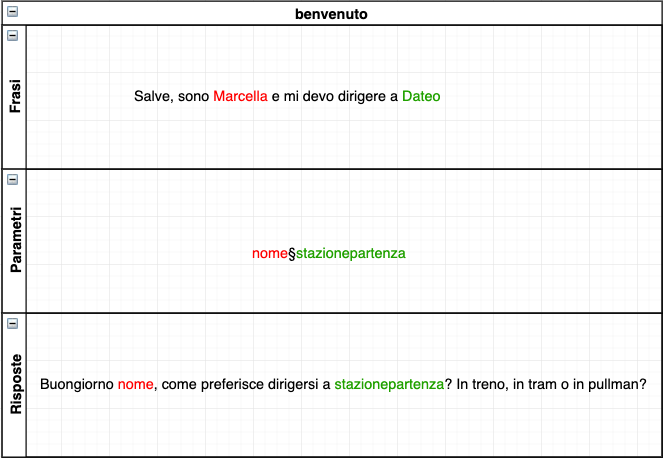 benvenuto
Frasi
Salve, sono Marcella e mi devo dirigere a Dateo
Parametri
nome§stazionepartenza
Risposte
Buongiorno nome, come preferisce dirigersi a stazionepartenza? In treno, in tram o in pullman?